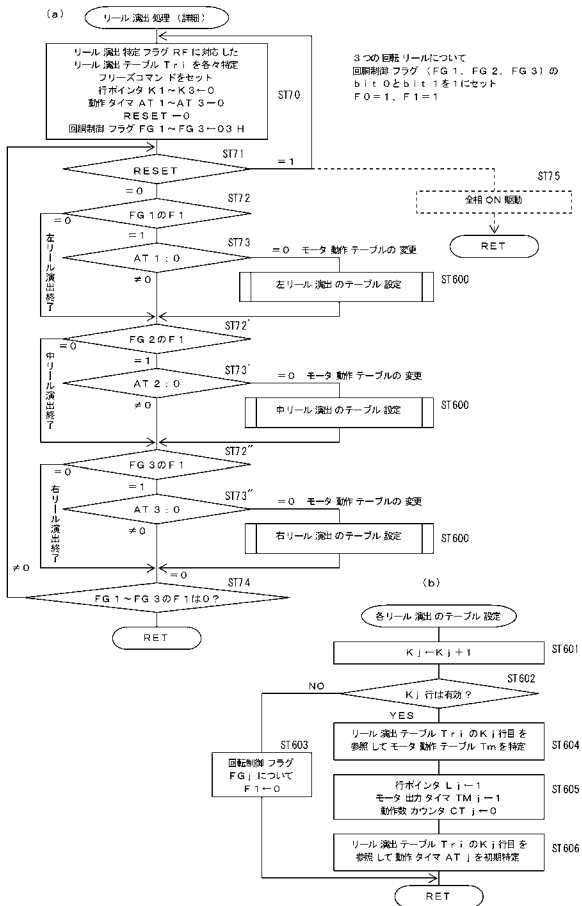 (a)
リール 演出 処理 (詳細)
リール 演出 特定 フラグ RFに対応した
リール 演出 テーブル Triを各々特定
フリーズコマンドをセット
行ポインタ K1~K3←0
動作 タイマ AT1~AT3←0
RESET ←0
回胴制御 フラグ FG1~FG3←03H
ST70
3つの回転リールについて
回胴制御 フラグ (FG1, FG2, FG3) の
bit0とbit1を1にセット
F0=1、F1=1
ST71
RESET
=1
=0
ST75
全相ON駆動
RET
ST72
FG1のF1
=0
=1
左リール演出終了
ST73
AT1:0
=0 モータ動作テーブルの変更
≠0
左リール演出のテーブル設定
ST600
ST72'
FG2のF1
=0
=1
中リール演出終了
ST73'
AT2:0
=0 モータ動作テーブルの変更
≠0
中リール演出のテーブル設定
ST600
ST72''
FG3のF1
=0
=1
右リール演出終了
ST73''
AT3:0
=0 モータ動作テーブルの変更
≠0
右リール演出のテーブル設定
ST600
≠0
=0
ST74
FG1~FG3のF1は0?
RET
(b)
各リール演出のテーブル設定
Kj←Kj+1
ST601
ST602
Kj行は有効?
NO
YES
リール演出テーブルTriのKj行目を
参照してモータ動作テーブルTmを特定
ST604
ST603
回転制御フラグ
FGjについて
F1←0
行ポインタLj←1
モータ出力タイマTMj←1
動作数カウンタCTj←0
ST605
リール演出テーブルTriのKj行目を
参照して動作タイマATjを初期特定
ST606
RET